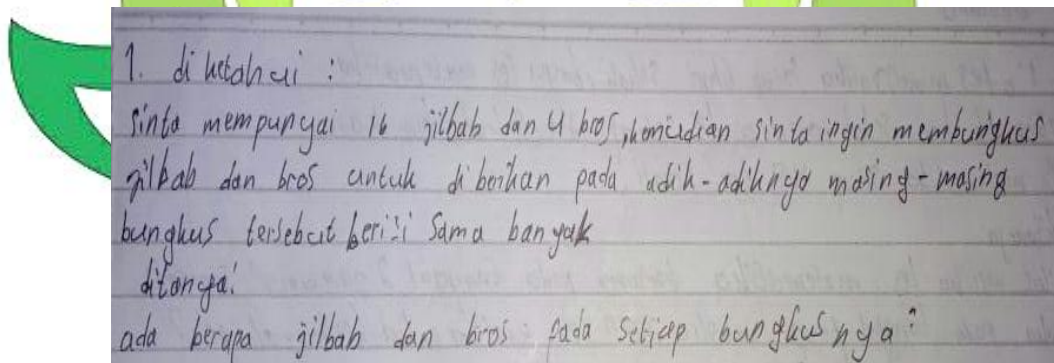 1. diketahui :
Sinta mempunyai 16 jilbab dan 4 bros, kemudian sinta ingin membungkus
jilbab dan bros untuk diberikan pada adik-adiknya masing-masing
bungkus tersebut berisi sama banyak
ditanya:
ada berapa jilbab dan bros pada setiap bungkusnya?